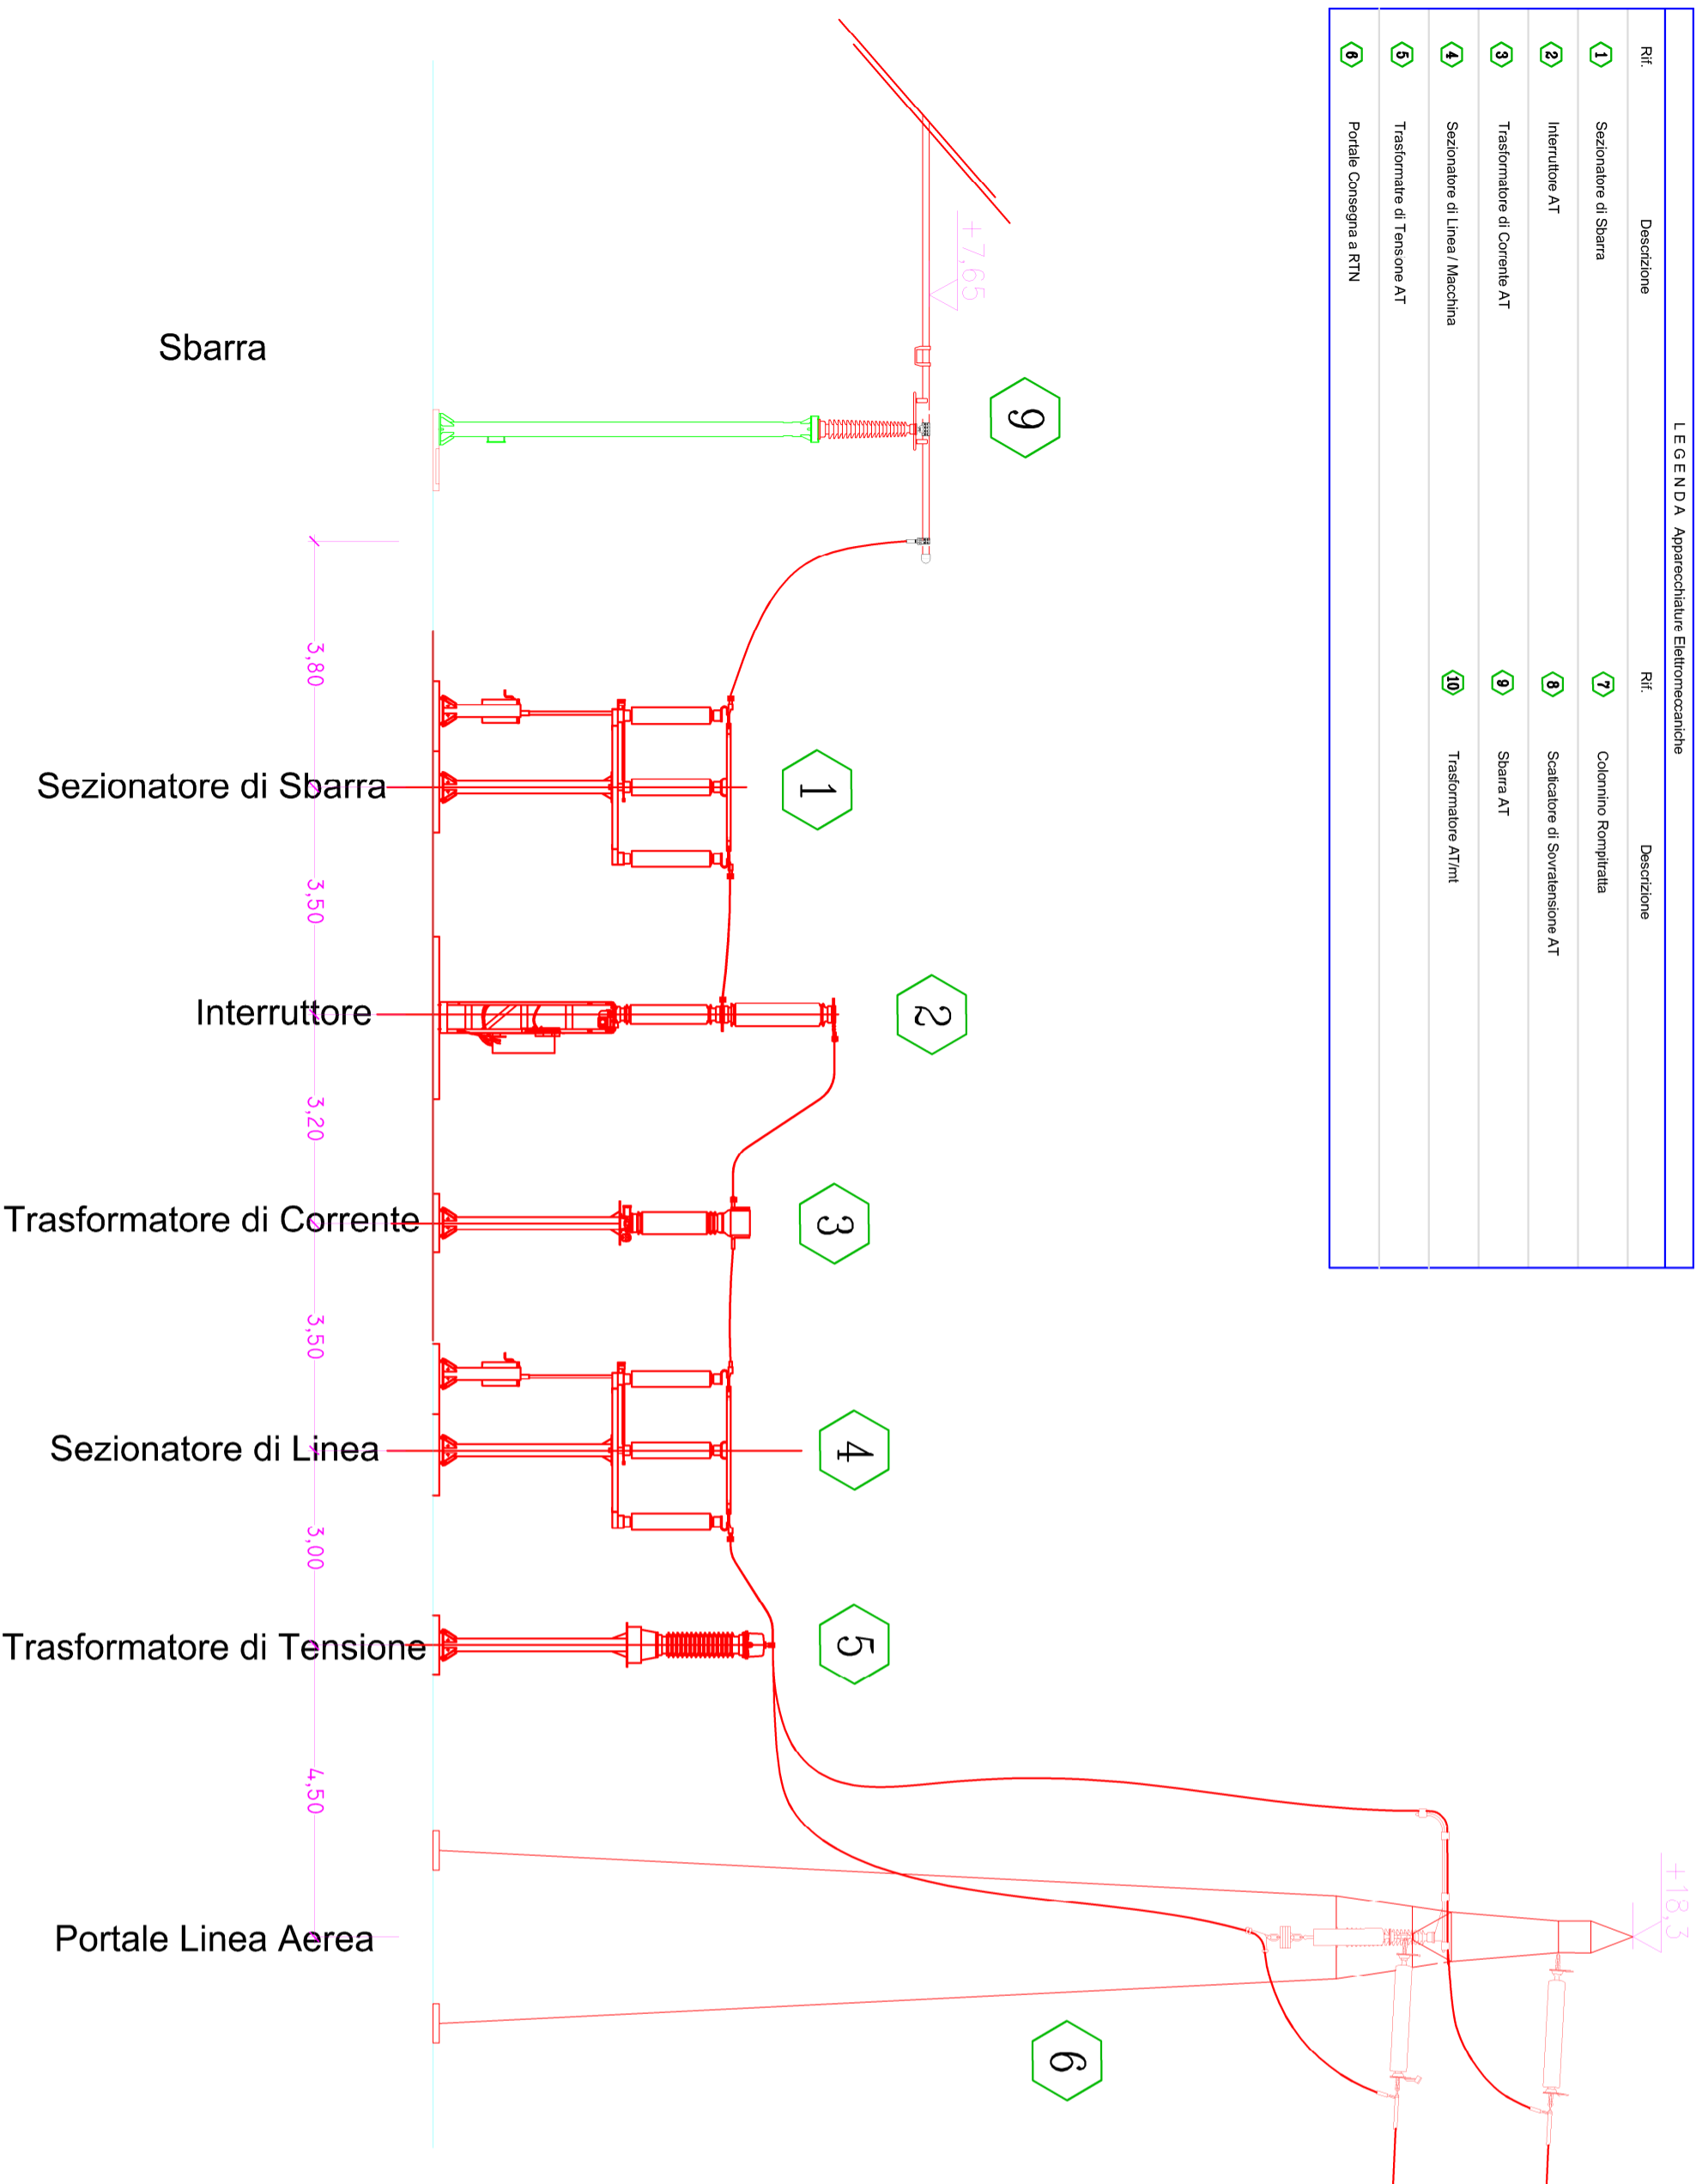 L E G E N D A Apparecchiature Elettromeccaniche
Rif. Descrizione Rif. Descrizione
1 Sezionatore di Sbarra 7 Colonnino Rompitratta
2 Interruttore AT 8 Scaticatore di Sovratensione AT
3 Trasformatore di Corrente AT 9 Sbarra AT
4 Sezionatore di Linea / Macchina 10 Trasformatore AT/mt
5 Trasformatre di Tensione AT
6 Portale Consegna a RTN
+7,65
9
Sbarra
3,80
1
Sezionatore di Sbarra
3,50
2
Interruttore
3,20
3
Trasformatore di Corrente
3,50
4
Sezionatore di Linea
3,00
5
Trasformatore di Tensione
4,50
+18,3
Portale Linea Aerea
6